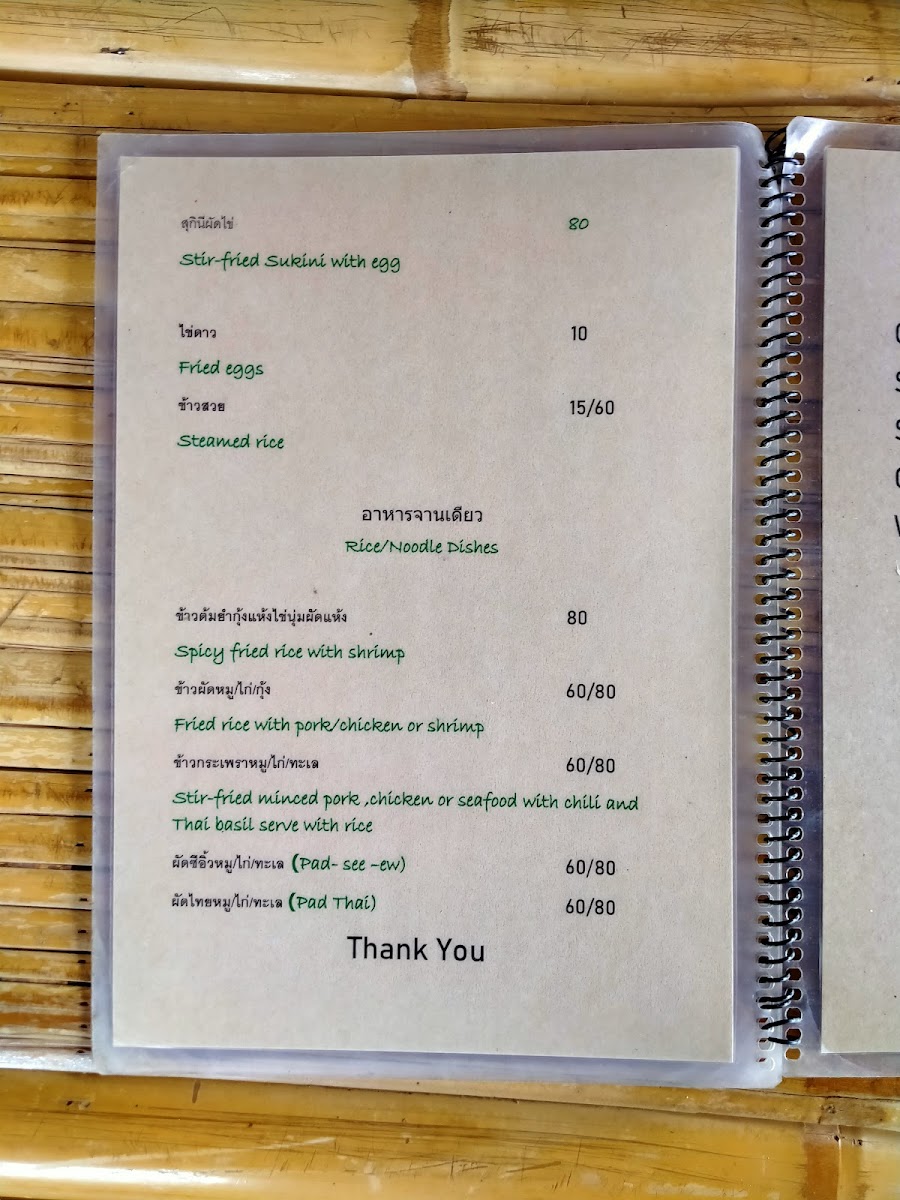 สุกินีผัดไข่ 80
Stir-fried Sukini with egg
ไข่ดาว 10
Fried eggs
ข้าวสวย 15/60
Steamed rice
อาหารจานเดียว
Rice/Noodle Dishes
ข้าวต้มยำกุ้งแห้งไข่นุ่มผัดแห้ง 80
Spicy fried rice with shrimp
ข้าวผัดหมู/ไก่/กุ้ง 60/80
Fried rice with pork/chicken or shrimp
ข้าวกระเพราหมู/ไก่/ทะเล 60/80
Stir-fried minced pork ,chicken or seafood with chili and
Thai basil serve with rice
ผัดซีอิ้วหมู/ไก่/ทะเล (Pad- see -ew) 60/80
ผัดไทยหมู/ไก่/ทะเล (Pad Thai) 60/80
Thank You